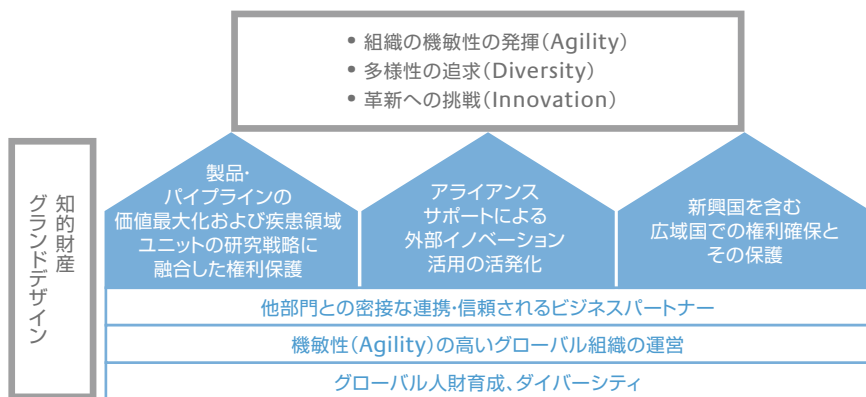 • 組織の機敏性の発揮(Agility)
• 多様性の追求(Diversity)
• 革新への挑戦(Innovation)
知的財産
グランドデザイン
製品・
パイプラインの
価値最大化および疾患領域
ユニットの研究戦略に
融合した権利保護
アライアンス
サポートによる
外部イノベーション
活用の活発化
新興国を含む
広域国での権利確保と
その保護
他部門との密接な連携・信頼されるビジネスパートナー
機敏性(Agility)の高いグローバル組織の運営
グローバル人財育成、ダイバーシティ